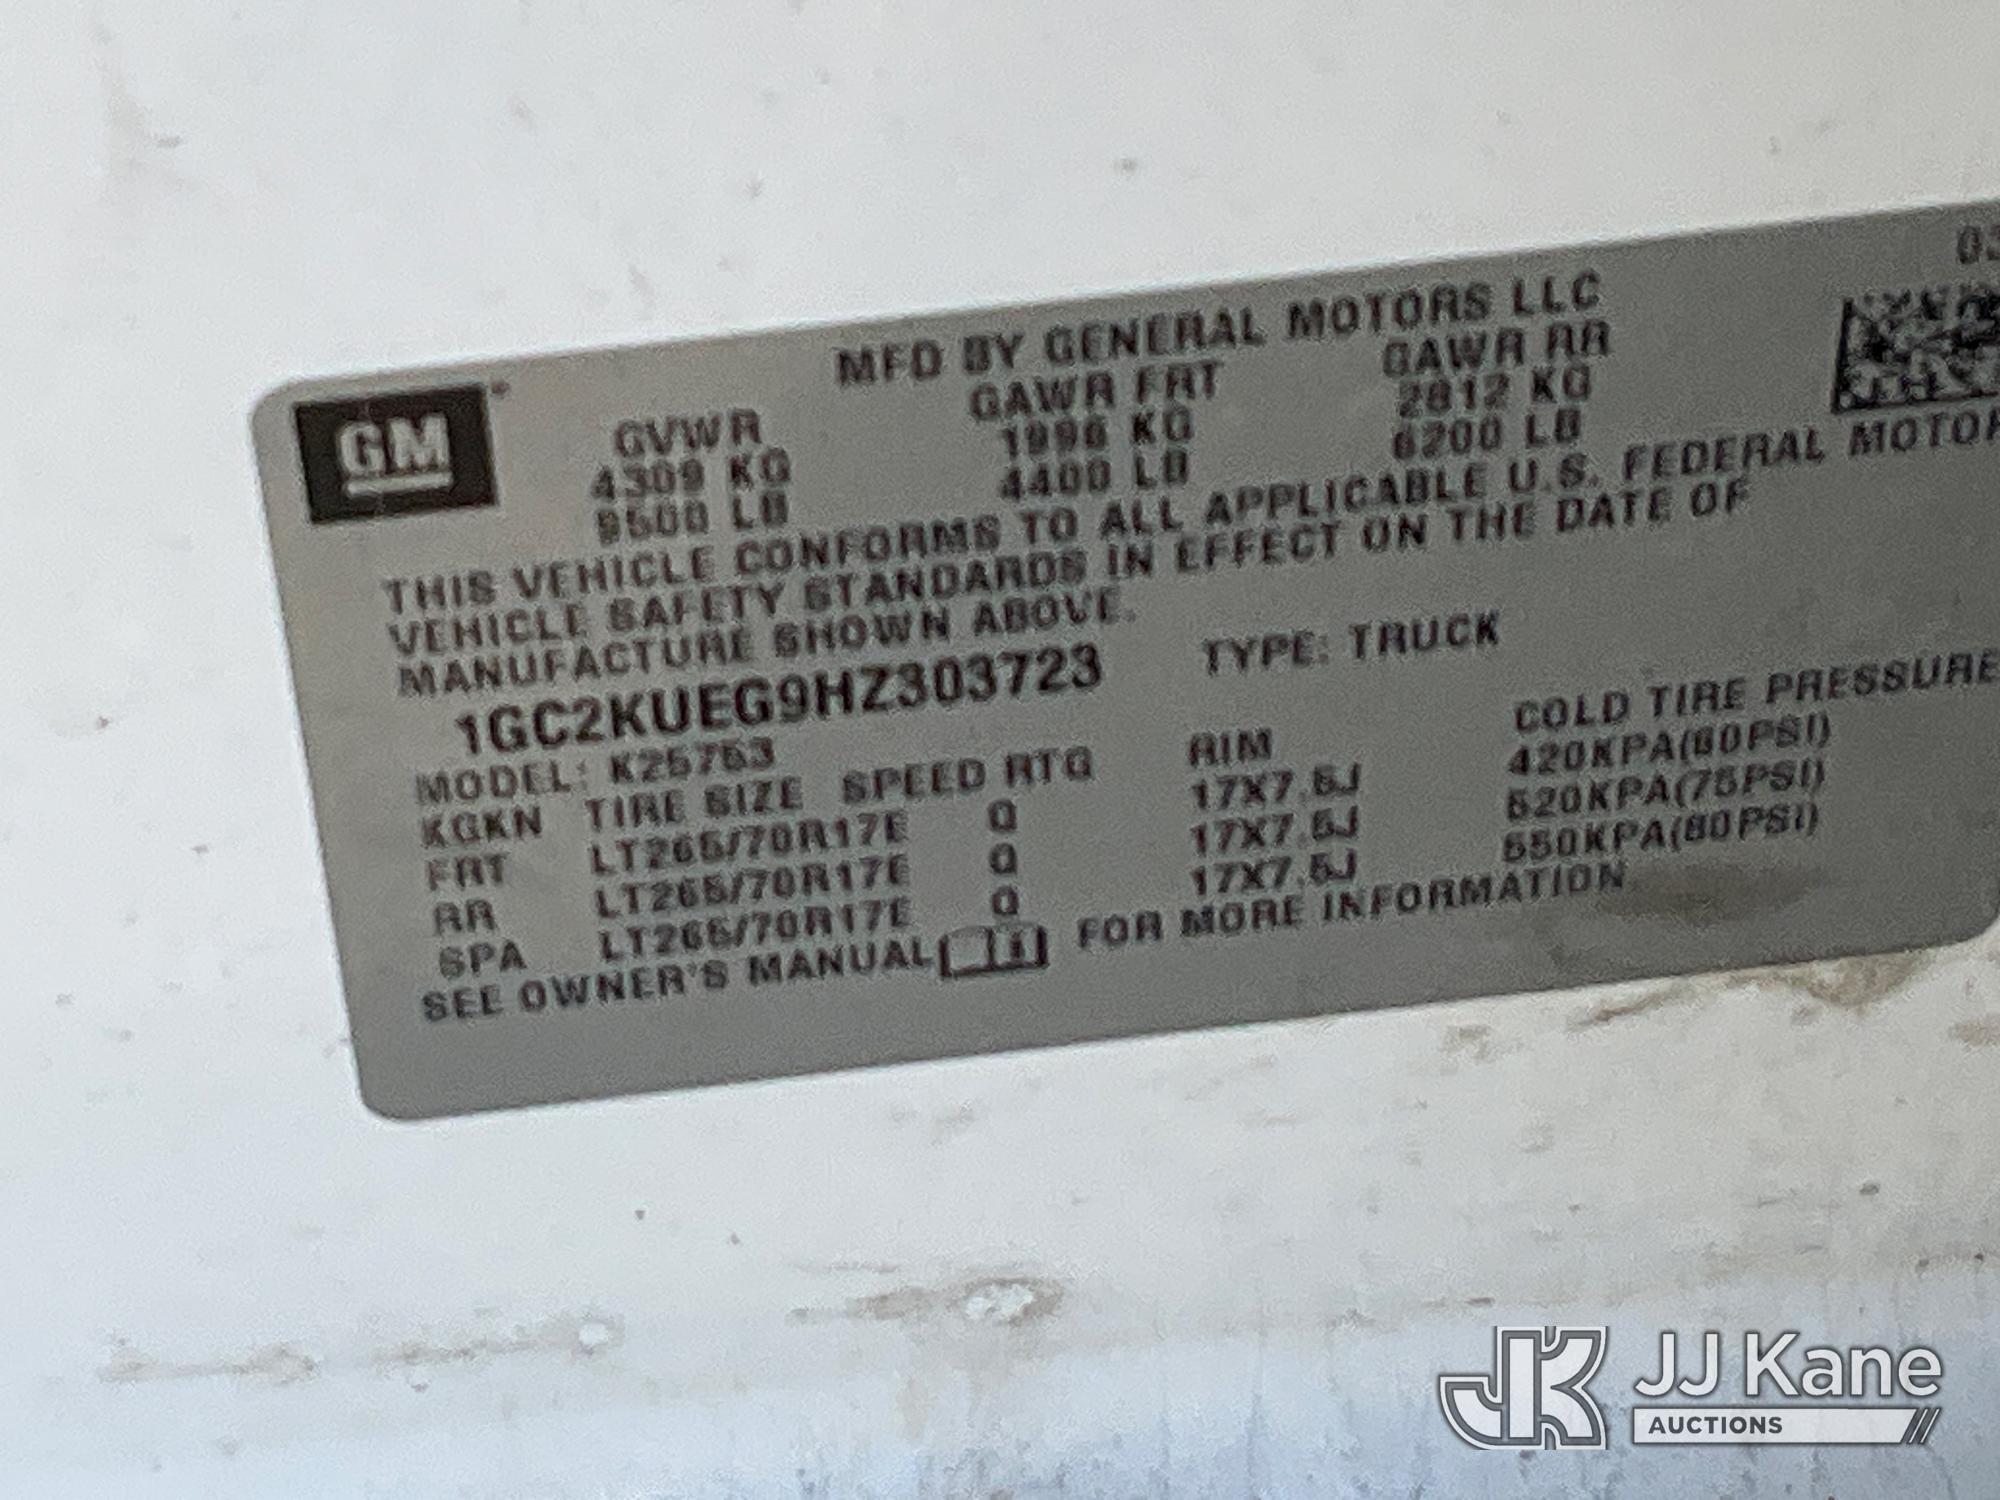 03
MFD BY GENERAL MOTORS LLC
GM
GVWR GAWR FRT GAWR RR
4309 KG 1996 KG 2812 KG
9500 LB 4400 LB 6200 LB
THIS VEHICLE CONFORMS TO ALL APPLICABLE U.S. FEDERAL MOTOR
VEHICLE SAFETY STANDARDS IN EFFECT ON THE DATE OF
MANUFACTURE SHOWN ABOVE.
1GC2KUEG9HZ303723 TYPE: TRUCK
MODEL: K25753
KGKN TIRE SIZE SPEED RTG RIM COLD TIRE PRESSURE
FRT LT265/70R17E Q 17X7.5J 420KPA(60PSI)
RR LT265/70R17E Q 17X7.5J 520KPA(75PSI)
SPA LT265/70R17E Q 17X7.5J 550KPA(80PSI)
SEE OWNER'S MANUAL FOR MORE INFORMATION
JK JJ Kane
AUCTIONS